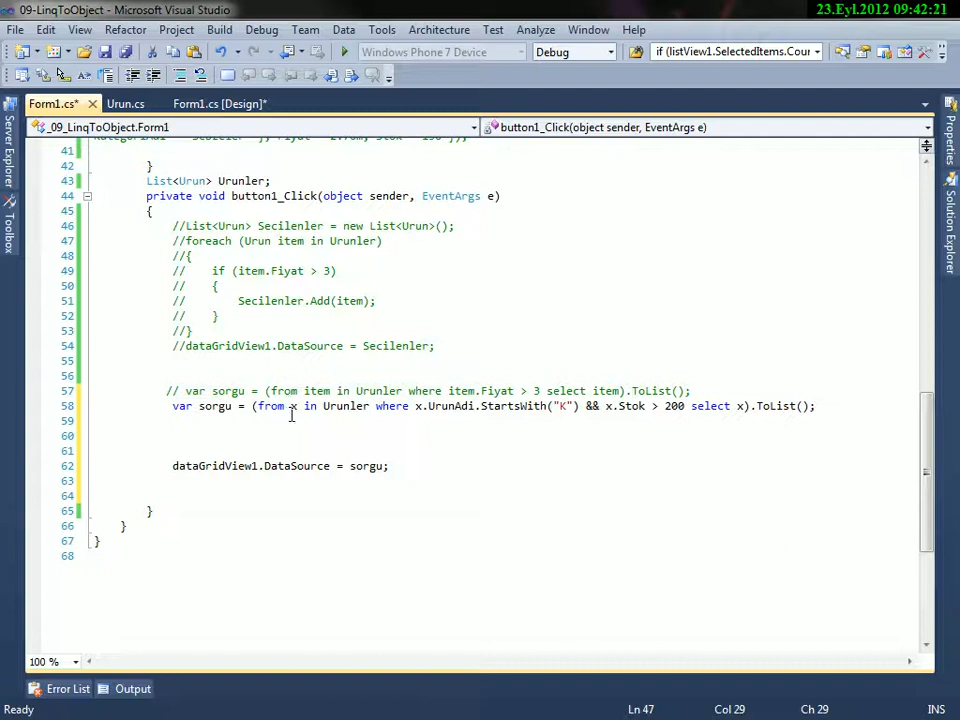 09-LinqToObject - Microsoft Visual Studio
23.Eyl.2012 09:42:21
File Edit View Refactor Project Build Debug Team Data Tools Architecture Test Analyze Window Help
Windows Phone 7 Device Debug if (listView1.SelectedItems.Cour
Form1.cs* Urun.cs Form1.cs [Design]*
_09_LinqToObject.Form1 button1_Click(object sender, EventArgs e)
41
42 }
43 List<Urun> Urunler;
44 private void button1_Click(object sender, EventArgs e)
45 {
46 //List<Urun> Secilenler = new List<Urun>();
47 //foreach (Urun item in Urunler)
48 //{
49 // if (item.Fiyat > 3)
50 // {
51 // Secilenler.Add(item);
52 // }
53 //}
54 //dataGridView1.DataSource = Secilenler;
55
56
57 // var sorgu = (from item in Urunler where item.Fiyat > 3 select item).ToList();
58 var sorgu = (from x in Urunler where x.UrunAdi.StartsWith("K") && x.Stok > 200 select x).ToList();
59
60
61
62 dataGridView1.DataSource = sorgu;
63
64
65 }
66 }
67 }
68
100 %
Error List Output
Ready Ln 47 Col 29 Ch 29 INS
Server Explorer
Toolbox
Properties
Solution Explorer